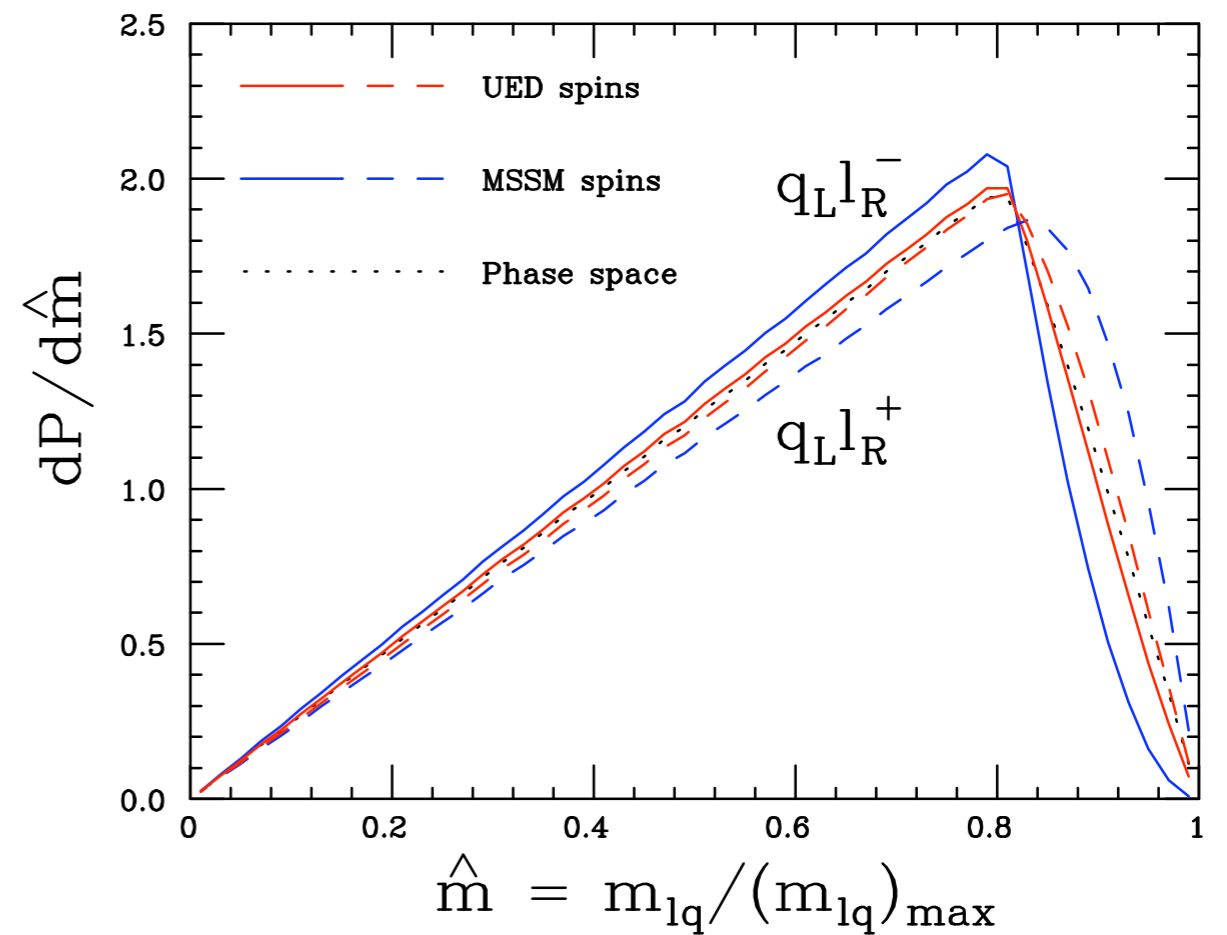 2.5
2.0
1.5
1.0
0.5
0.0
dP/dm̂
UED spins
MSSM spins
Phase space
q_L l_R^-
q_L l_R^+
0 0.2 0.4 0.6 0.8 1
m̂ = m_lq/(m_lq)_max